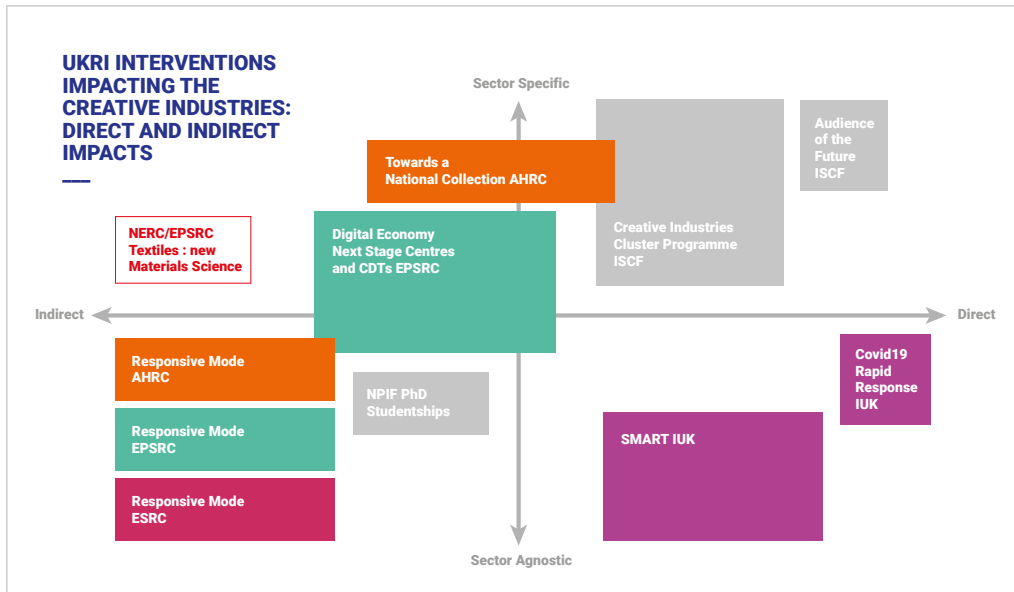 UKRI INTERVENTIONS
IMPACTING THE
CREATIVE INDUSTRIES:
DIRECT AND INDIRECT
IMPACTS
Sector Specific
Towards a
National Collection AHRC
Audience
of the
Future
ISCF
Creative Industries
Cluster Programme
ISCF
NERC/EPSRC
Textiles : new
Materials Science
Digital Economy
Next Stage Centres
and CDTs EPSRC
Indirect
Direct
Responsive Mode
AHRC
NPIF PhD
Studentships
Covid19
Rapid
Response
IUK
Responsive Mode
EPSRC
SMART IUK
Responsive Mode
ESRC
Sector Agnostic